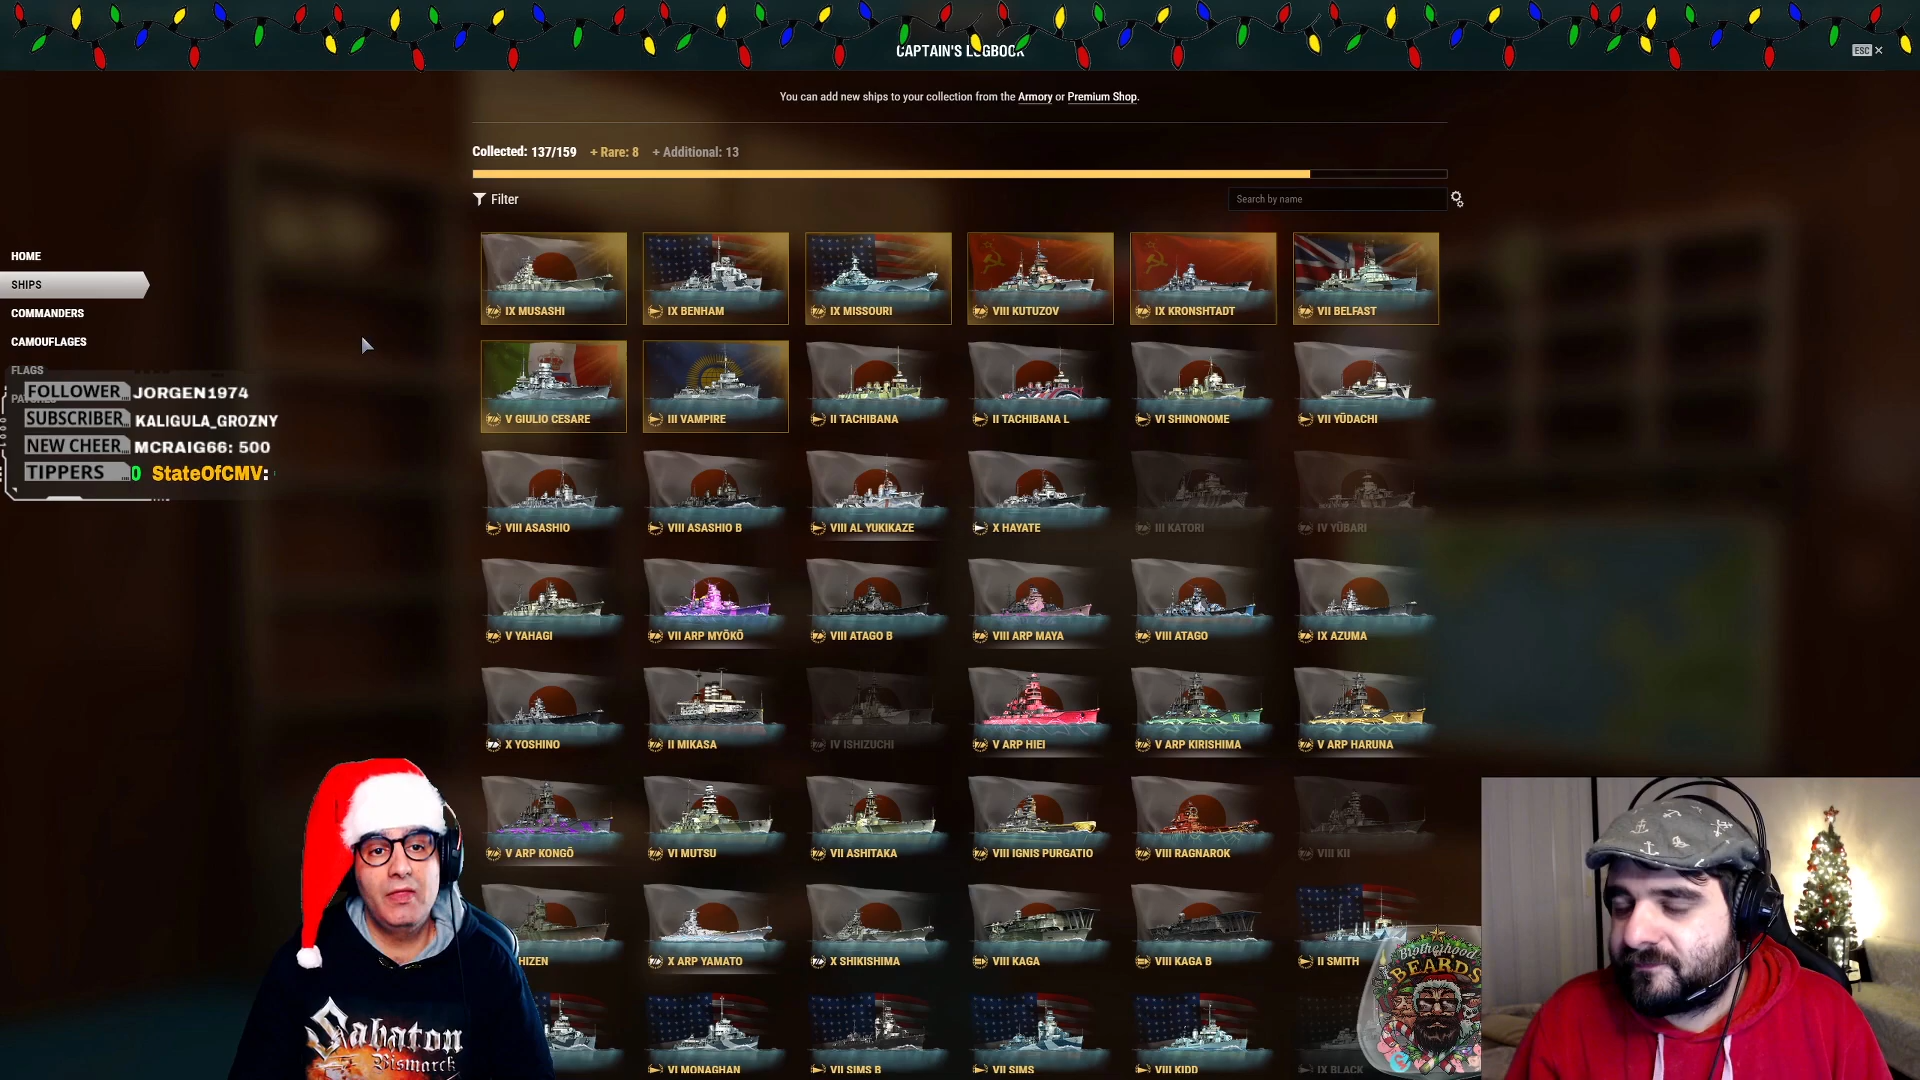 CAPTAIN'S LOGBOOK
ESC
You can add new ships to your collection from the Armory or Premium Shop.
Collected: 137/159 + Rare: 8 + Additional: 13
Filter
Search by name
HOME
SHIPS
COMMANDERS
CAMOUFLAGES
FLAGS
FOLLOWER... JORGEN1974
SUBSCRIBER... KALIGULA_GROZNY
NEW CHEER... MCRAIG66: 500
TIPPERS ...0 StateOfCMV:
IX MUSASHI
IX BENHAM
IX MISSOURI
VIII KUTUZOV
IX KRONSHTADT
VII BELFAST
V GIULIO CESARE
III VAMPIRE
II TACHIBANA
II TACHIBANA L
VI SHINONOME
VII YŪDACHI
VIII ASASHIO
VIII ASASHIO B
VIII AL YUKIKAZE
X HAYATE
III KATORI
IV YŪBARI
V YAHAGI
VII ARP MYŌKŌ
VIII ATAGO B
VIII ARP MAYA
VIII ATAGO
IX AZUMA
X YOSHINO
II MIKASA
IV ISHIZUCHI
V ARP HIEI
V ARP KIRISHIMA
V ARP HARUNA
V ARP KONGŌ
VI MUTSU
VII ASHITAKA
VIII IGNIS PURGATIO
VIII RAGNAROK
VIII KII
HIZEN
X ARP YAMATO
X SHIKISHIMA
VIII KAGA
VIII KAGA B
II SMITH
VI MONAGHAN
VII SIMS B
VII SIMS
VIII KIDD
IX BLACK
Sabaton
Bismarck
Brotherhood
BEARDS